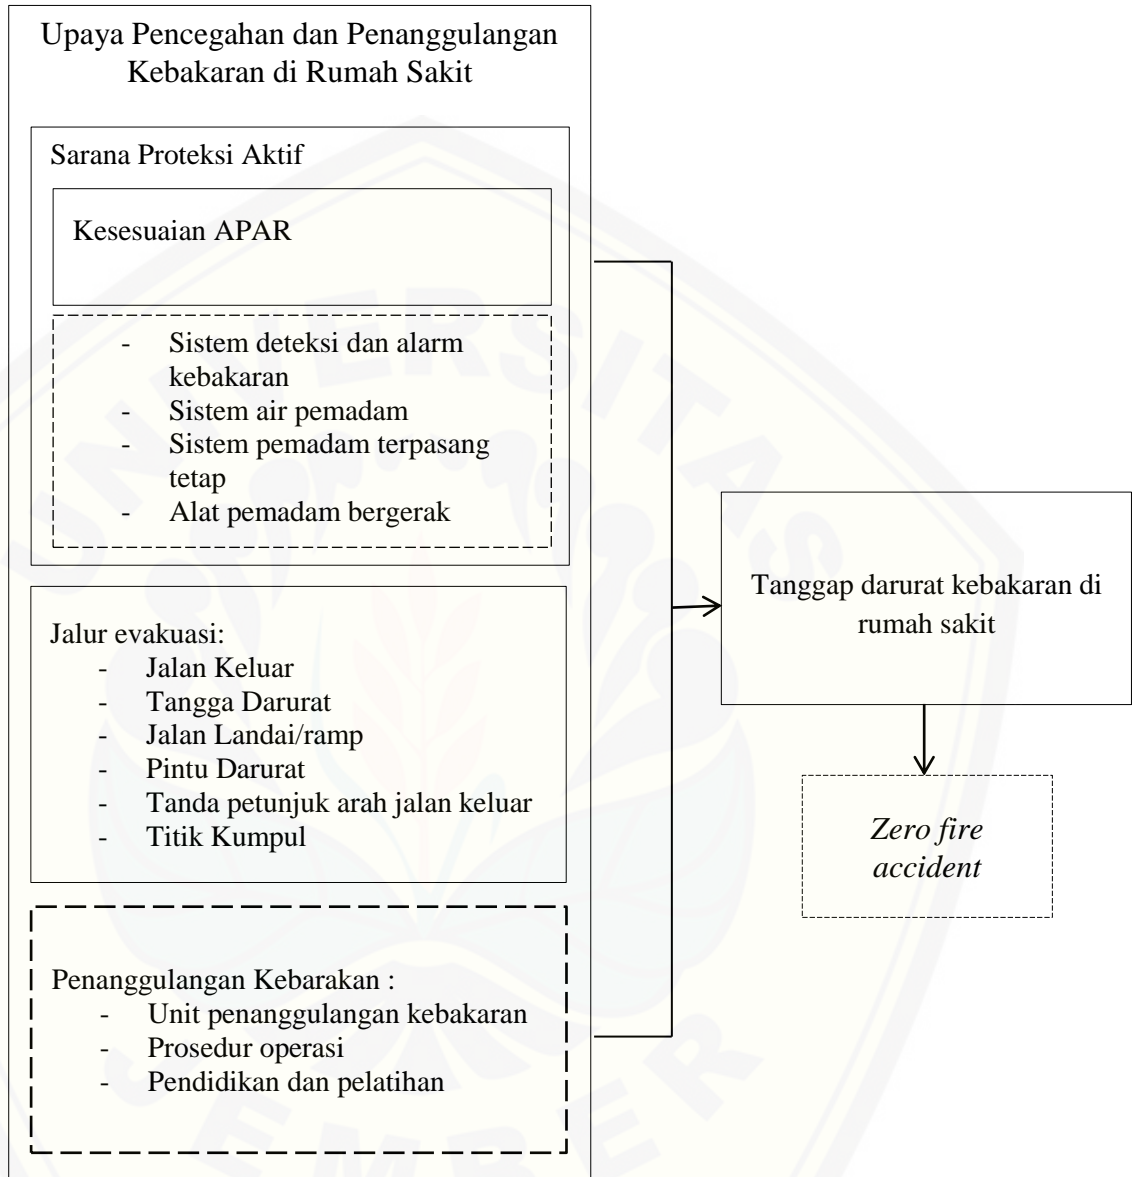 Upaya Pencegahan dan Penanggulangan
Kebakaran di Rumah Sakit
Sarana Proteksi Aktif
Kesesuaian APAR
- Sistem deteksi dan alarm
kebakaran
- Sistem air pemadam
- Sistem pemadam terpasang
tetap
- Alat pemadam bergerak
Jalur evakuasi:
- Jalan Keluar
- Tangga Darurat
- Jalan Landai/ramp
- Pintu Darurat
- Tanda petunjuk arah jalan keluar
- Titik Kumpul
Penanggulangan Kebarakan :
- Unit penanggulangan kebakaran
- Prosedur operasi
- Pendidikan dan pelatihan
Tanggap darurat kebakaran di
rumah sakit
Zero fire
accident
UNIVERSITAS
JEMBER